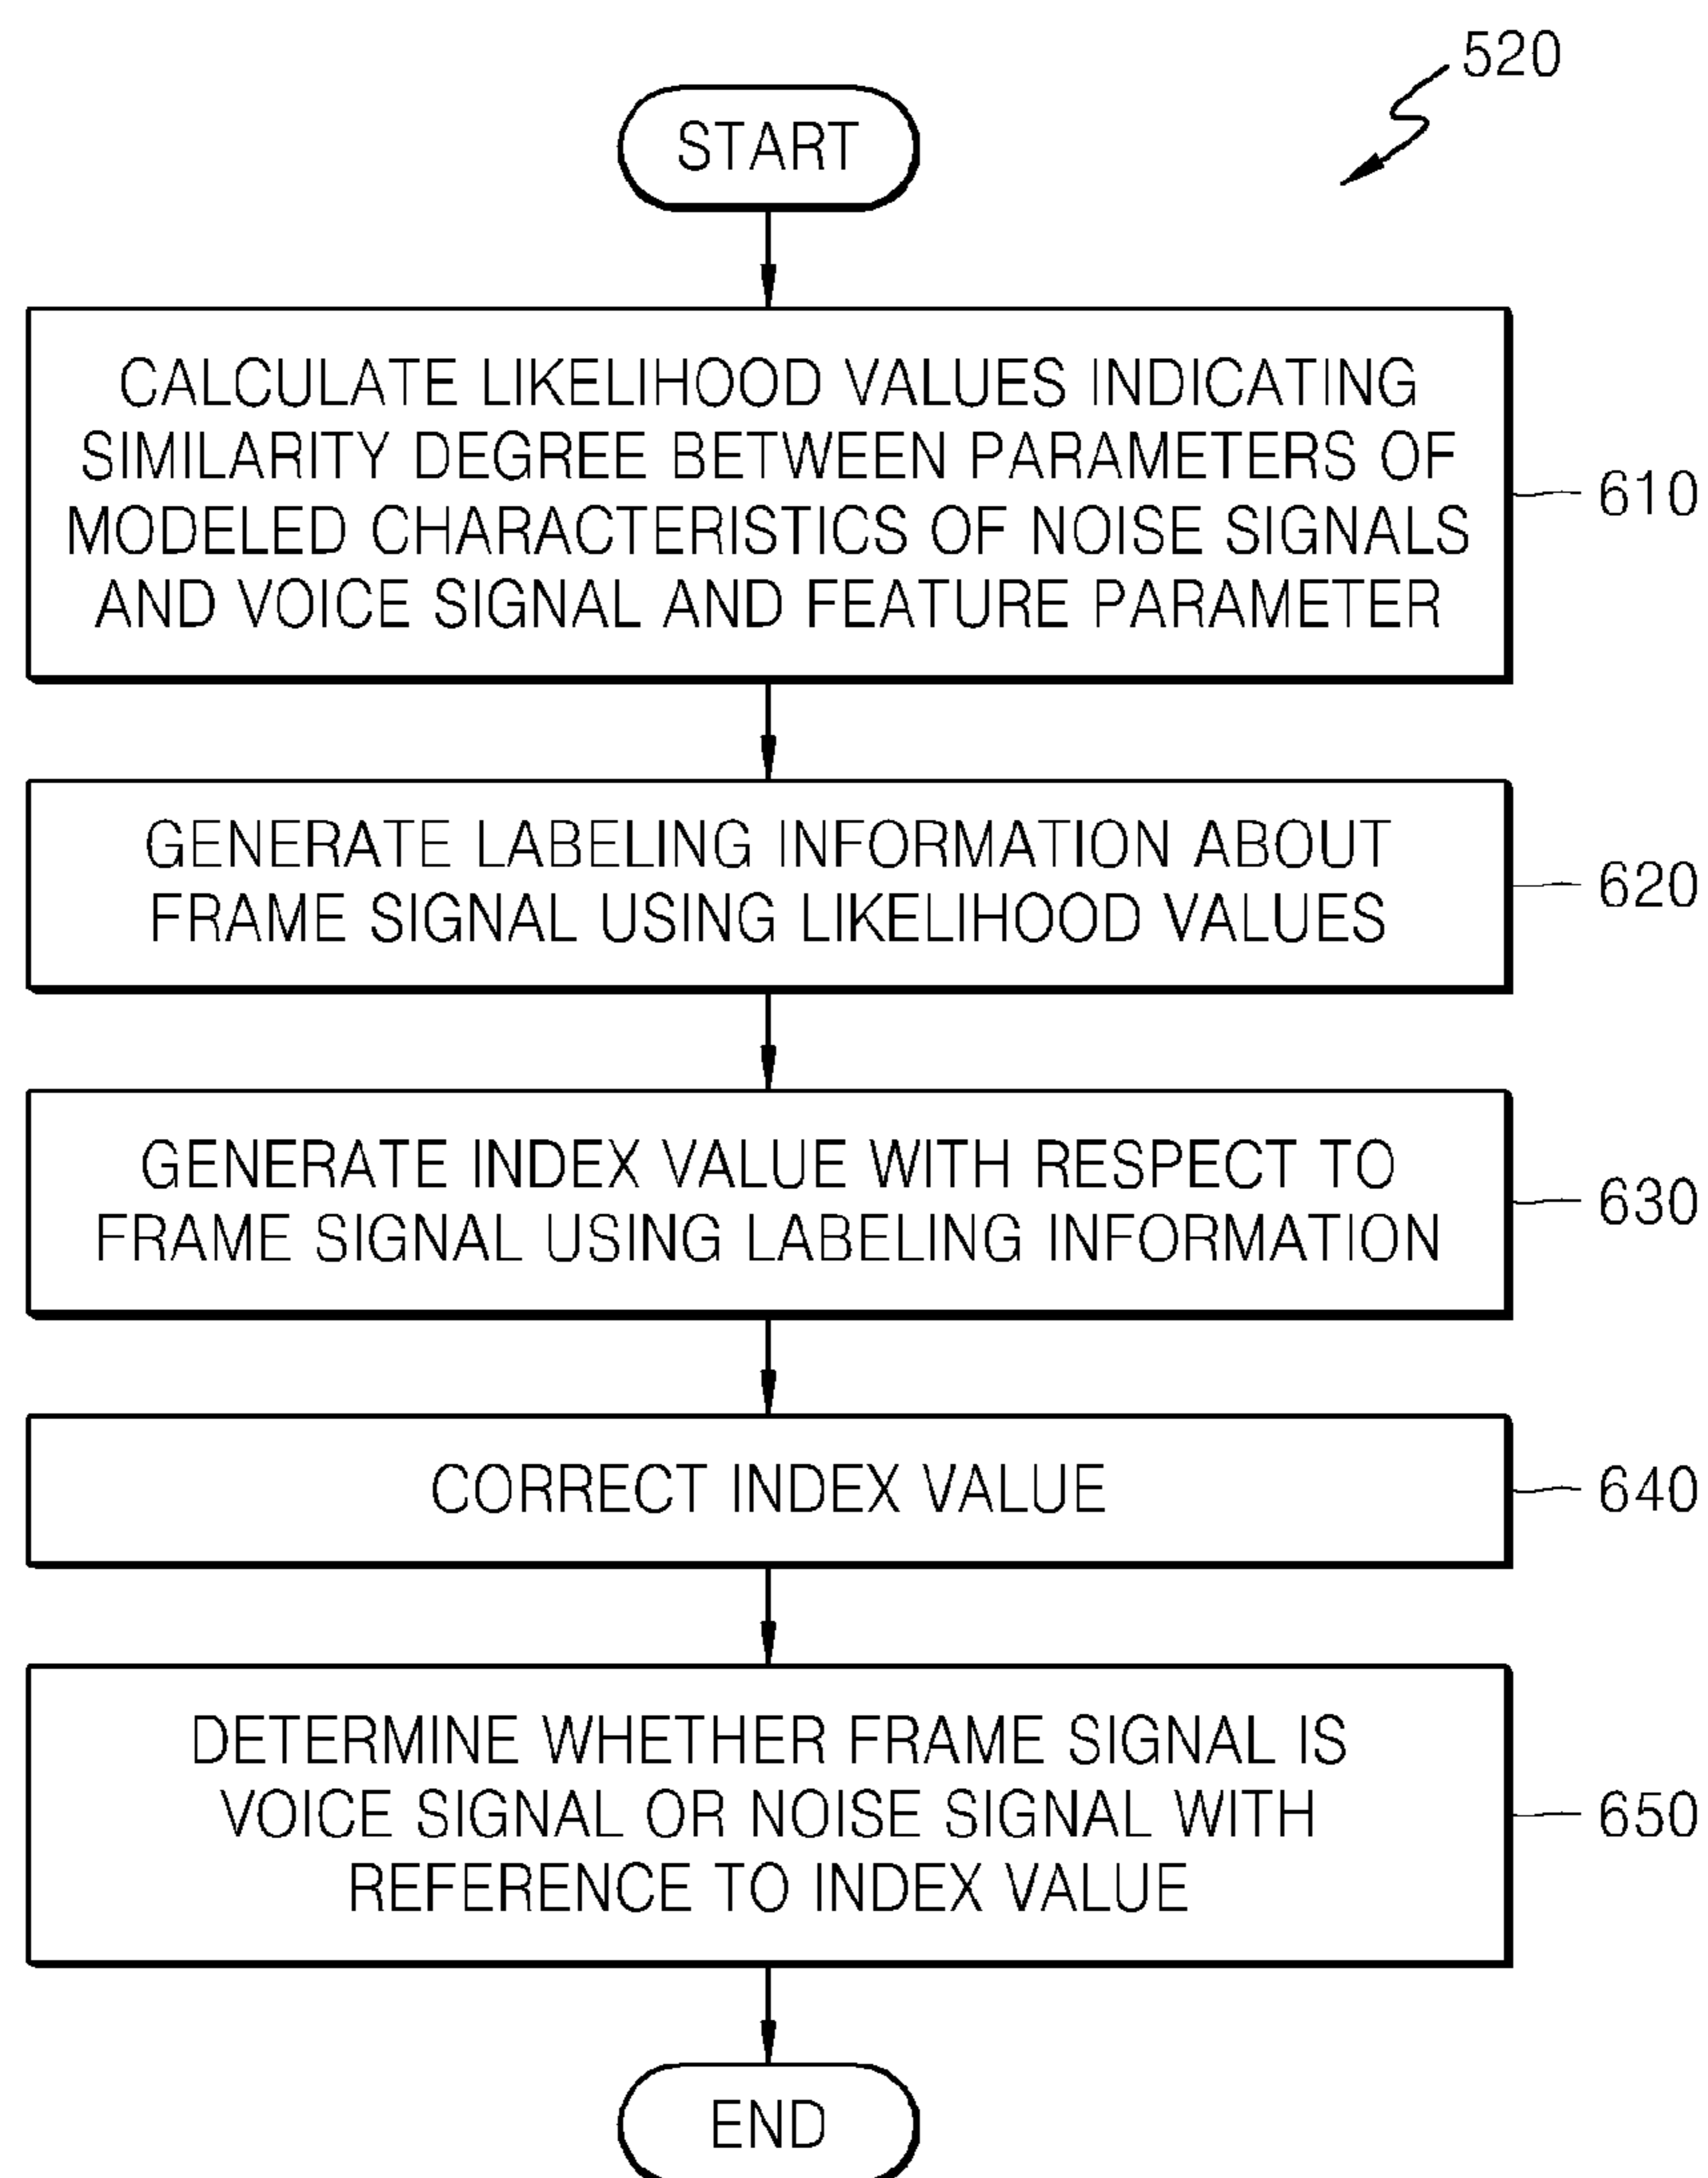 520
START
CALCULATE LIKELIHOOD VALUES INDICATING
SIMILARITY DEGREE BETWEEN PARAMETERS OF
MODELED CHARACTERISTICS OF NOISE SIGNALS
AND VOICE SIGNAL AND FEATURE PARAMETER
610
GENERATE LABELING INFORMATION ABOUT
FRAME SIGNAL USING LIKELIHOOD VALUES
620
GENERATE INDEX VALUE WITH RESPECT TO
FRAME SIGNAL USING LABELING INFORMATION
630
CORRECT INDEX VALUE
640
DETERMINE WHETHER FRAME SIGNAL IS
VOICE SIGNAL OR NOISE SIGNAL WITH
REFERENCE TO INDEX VALUE
650
END